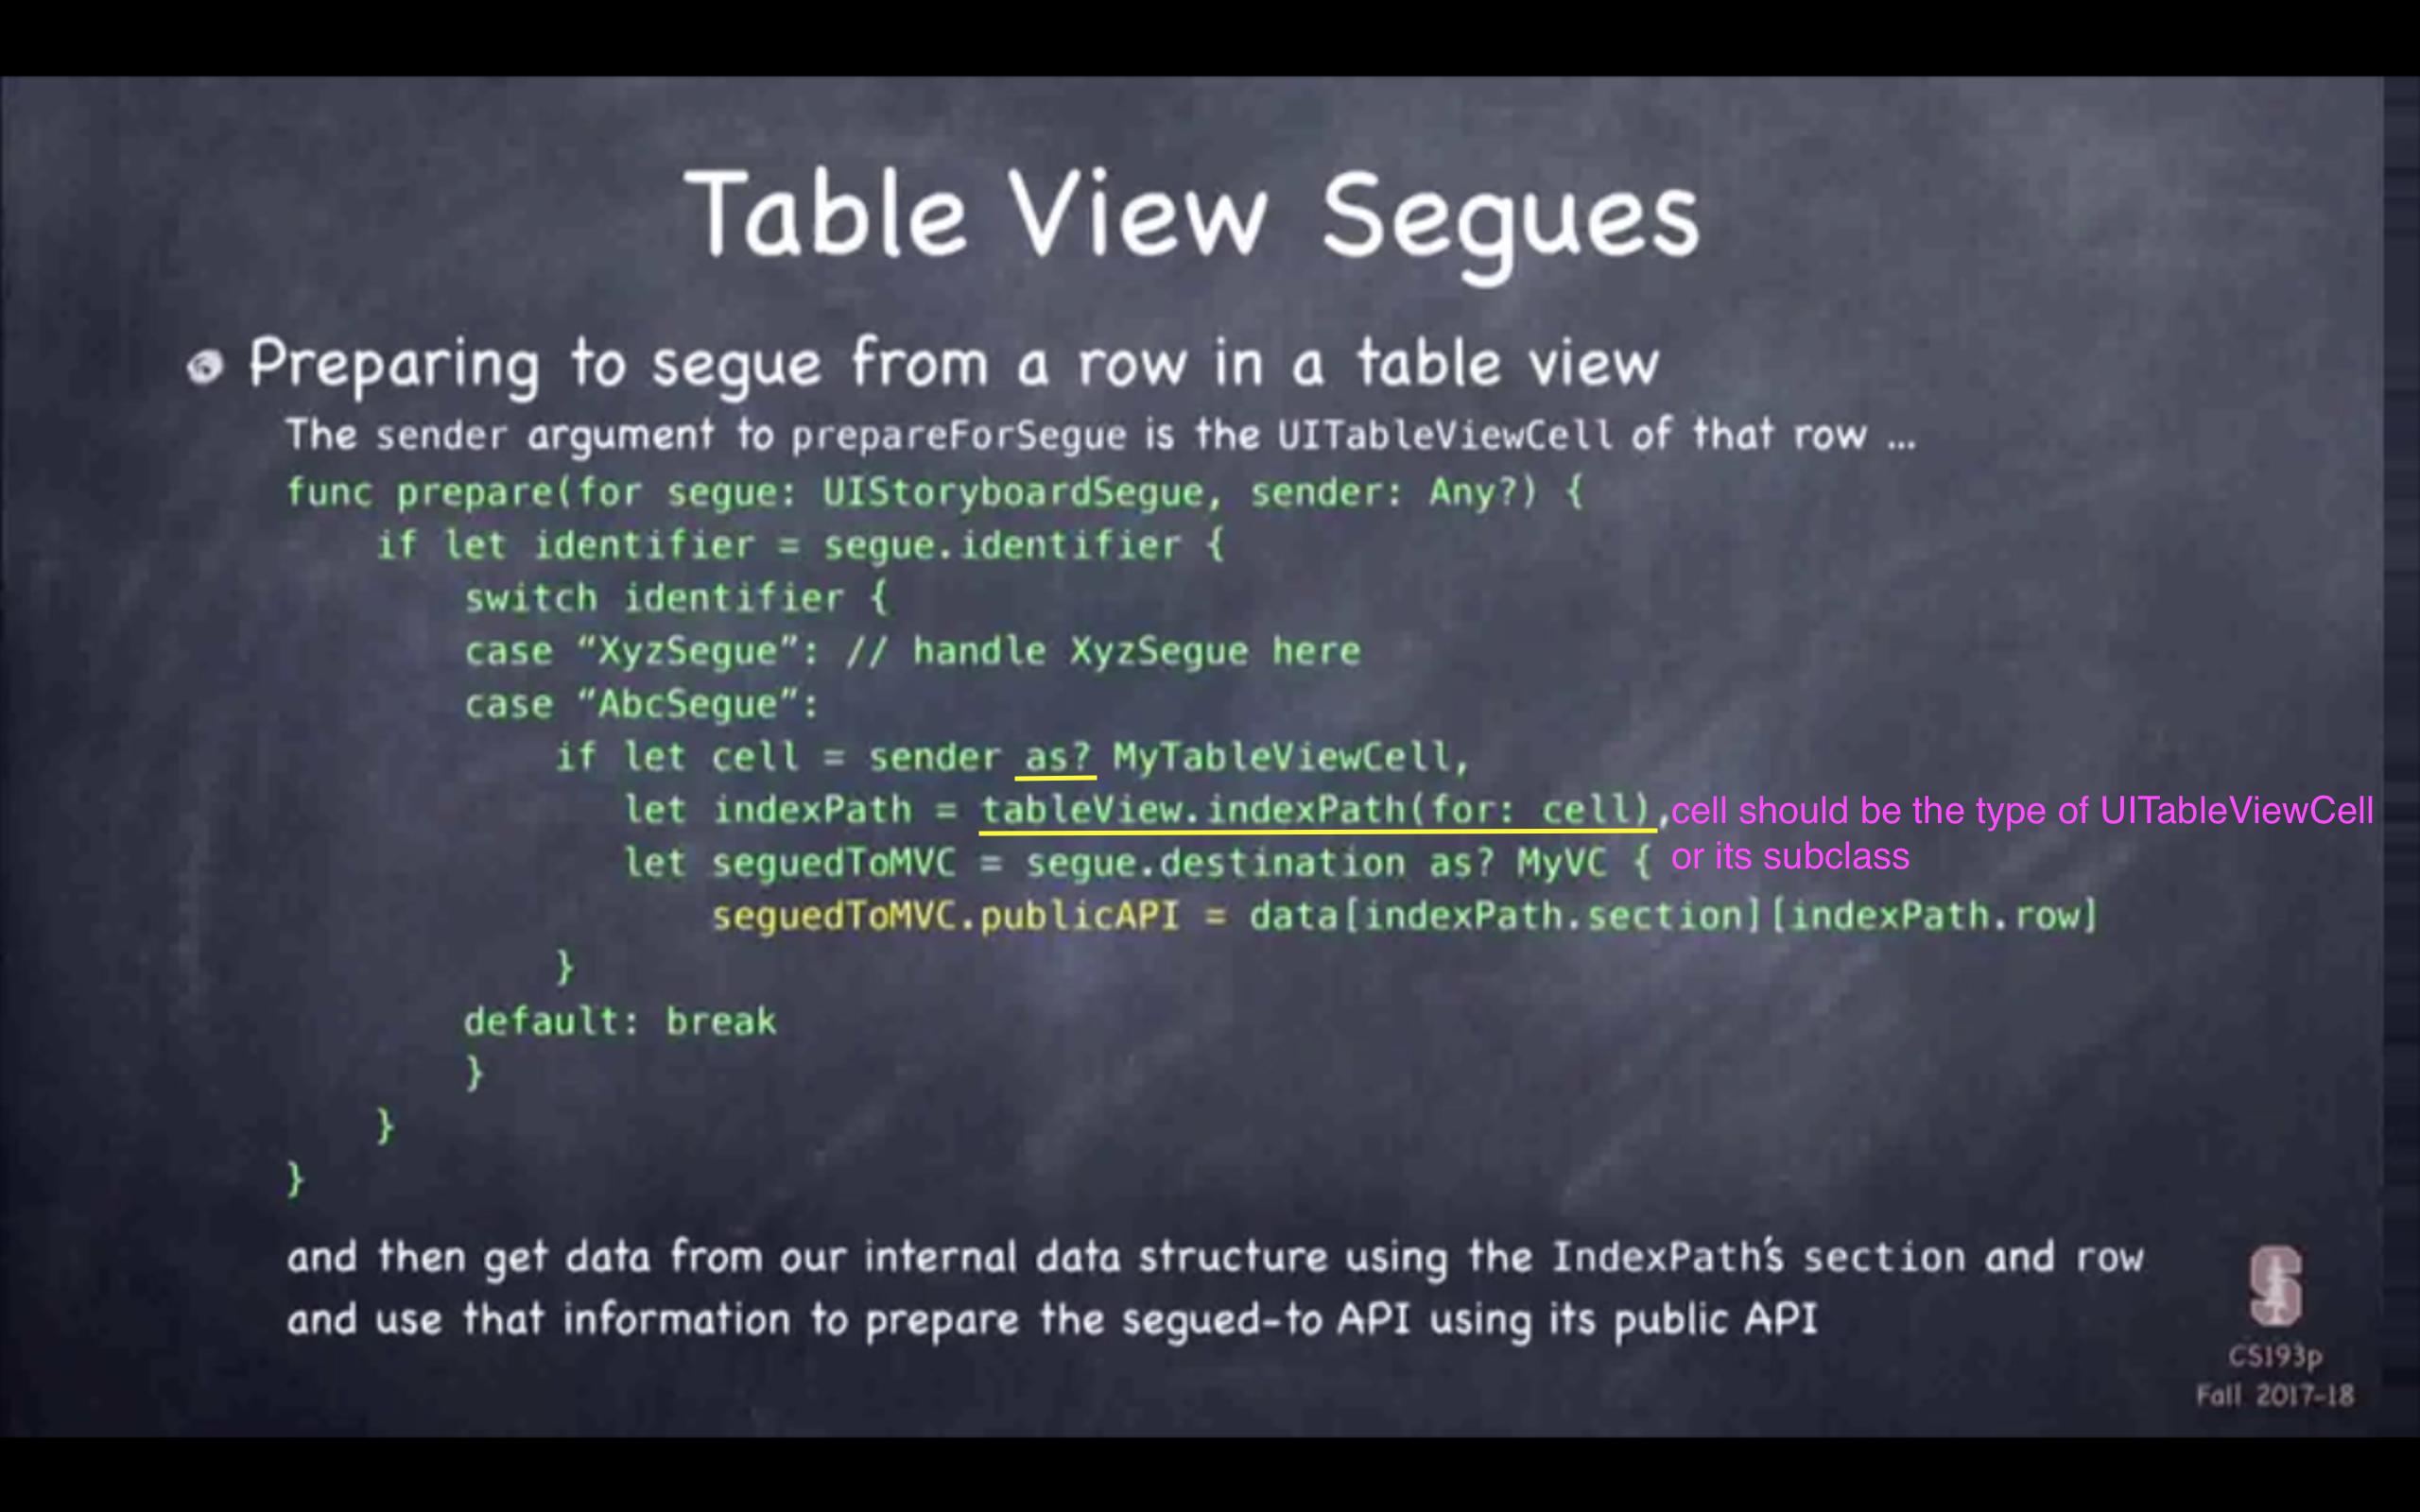 Table View Segues
Preparing to segue from a row in a table view
The sender argument to prepareForSegue is the UITableViewCell of that row ...
func prepare(for segue: UIStoryboardSegue, sender: Any?) {
if let identifier = segue.identifier {
switch identifier {
case “XyzSegue”: // handle XyzSegue here
case “AbcSegue”:
if let cell = sender as? MyTableViewCell,
let indexPath = tableView.indexPath(for: cell), cell should be the type of UITableViewCell
let seguedToMVC = segue.destination as? MyVC { or its subclass
seguedToMVC.publicAPI = data[indexPath.section][indexPath.row]
}
default: break
}
}
}
and then get data from our internal data structure using the IndexPath’s section and row
and use that information to prepare the segued-to API using its public API
S
CS193p
Fall 2017-18